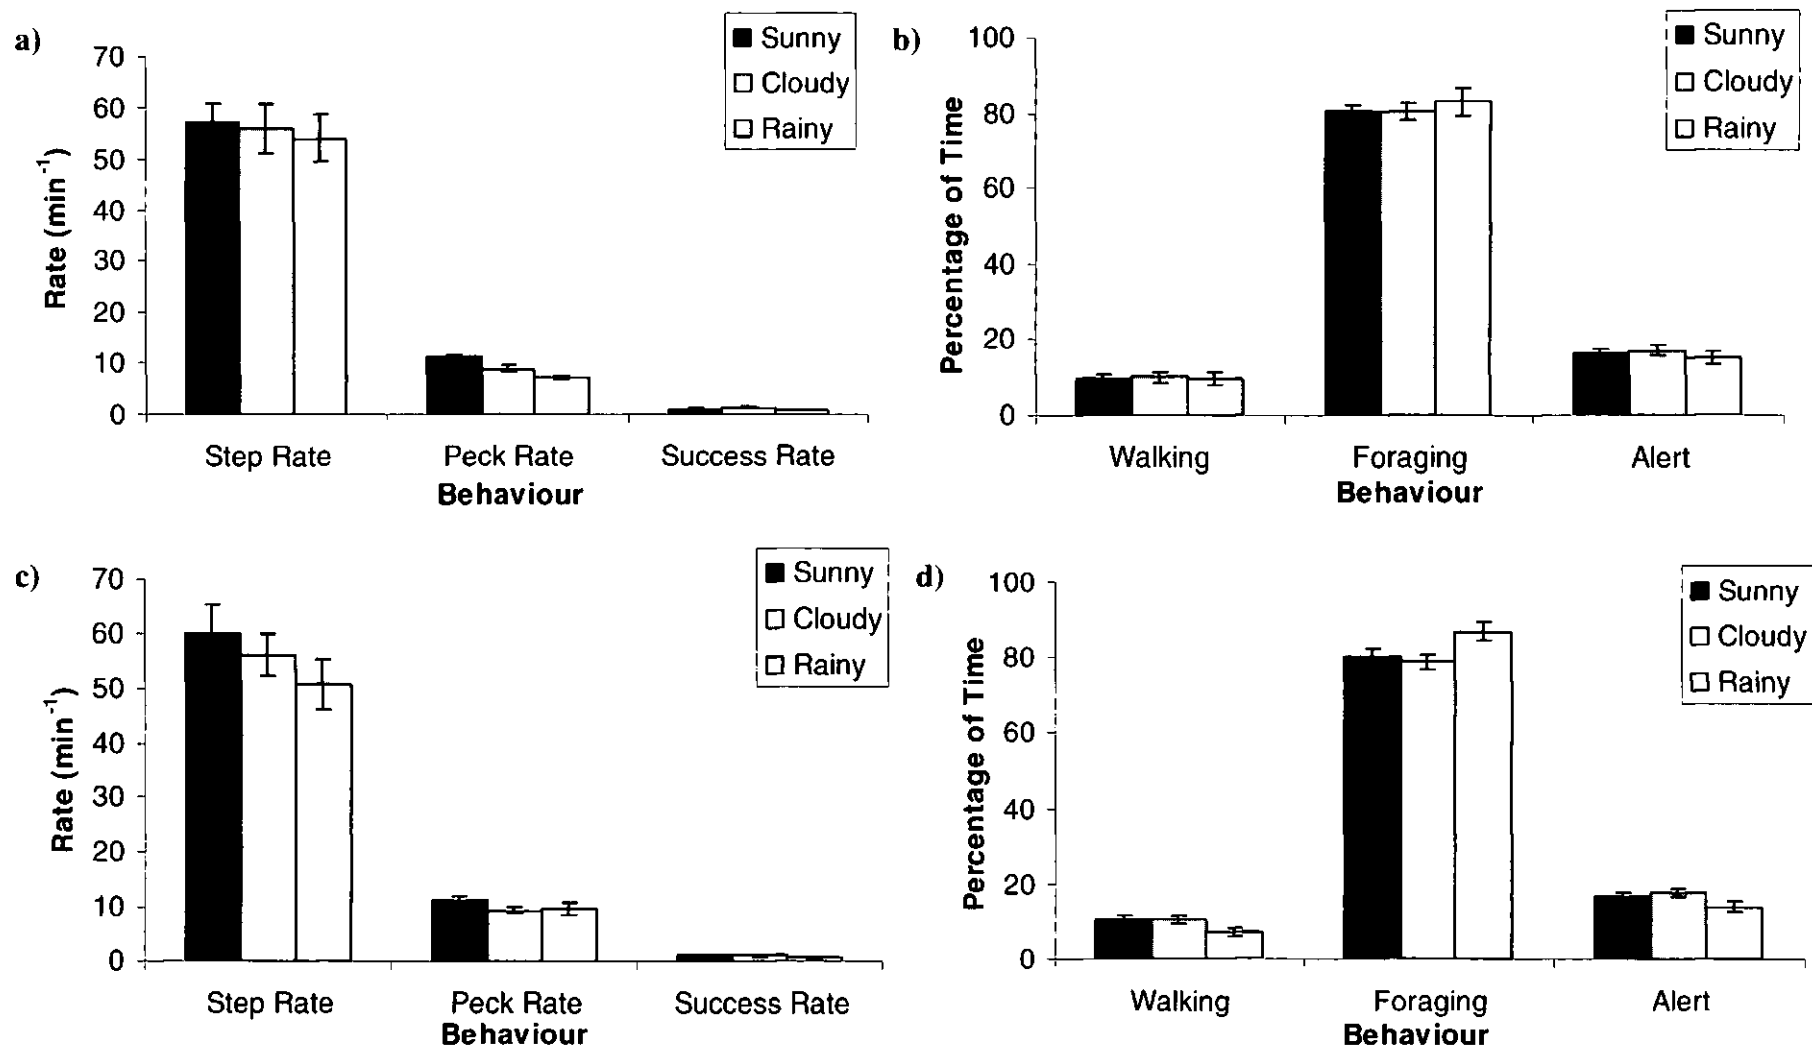 a)
70
60
50
40
30
20
10
0
Rate (min⁻¹)
Step Rate Peck Rate Success Rate
Behaviour
Sunny
Cloudy
Rainy
b)
100
80
60
40
20
0
Percentage of Time
Walking Foraging Alert
Behaviour
Sunny
Cloudy
Rainy
c)
70
60
50
40
30
20
10
0
Rate (min⁻¹)
Step Rate Peck Rate Success Rate
Behaviour
Sunny
Cloudy
Rainy
d)
100
80
60
40
20
0
Percentage of Time
Walking Foraging Alert
Behaviour
Sunny
Cloudy
Rainy